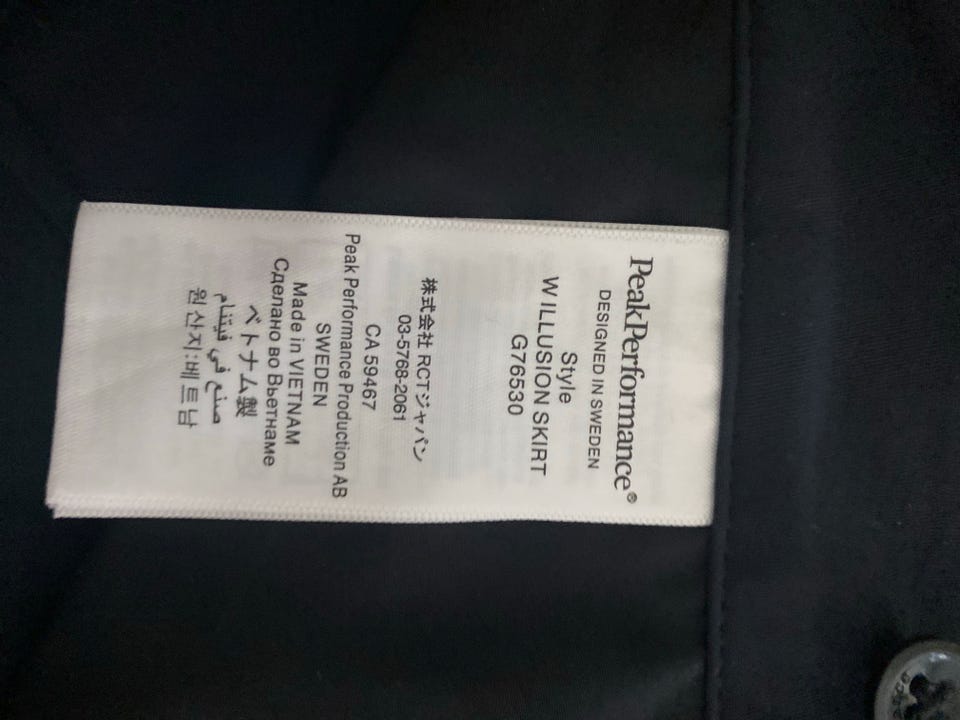 PeakPerformance®
DESIGNED IN SWEDEN
Style
W ILLUSION SKIRT
G76530
株式会社 RCTジャパン
03-5768-2061
CA 59467
Peak Performance Production AB
SWEDEN
Made in VIETNAM
Сделано во Вьетнаме
ベトナム製
صنع في فيتنام
원산지:베트남